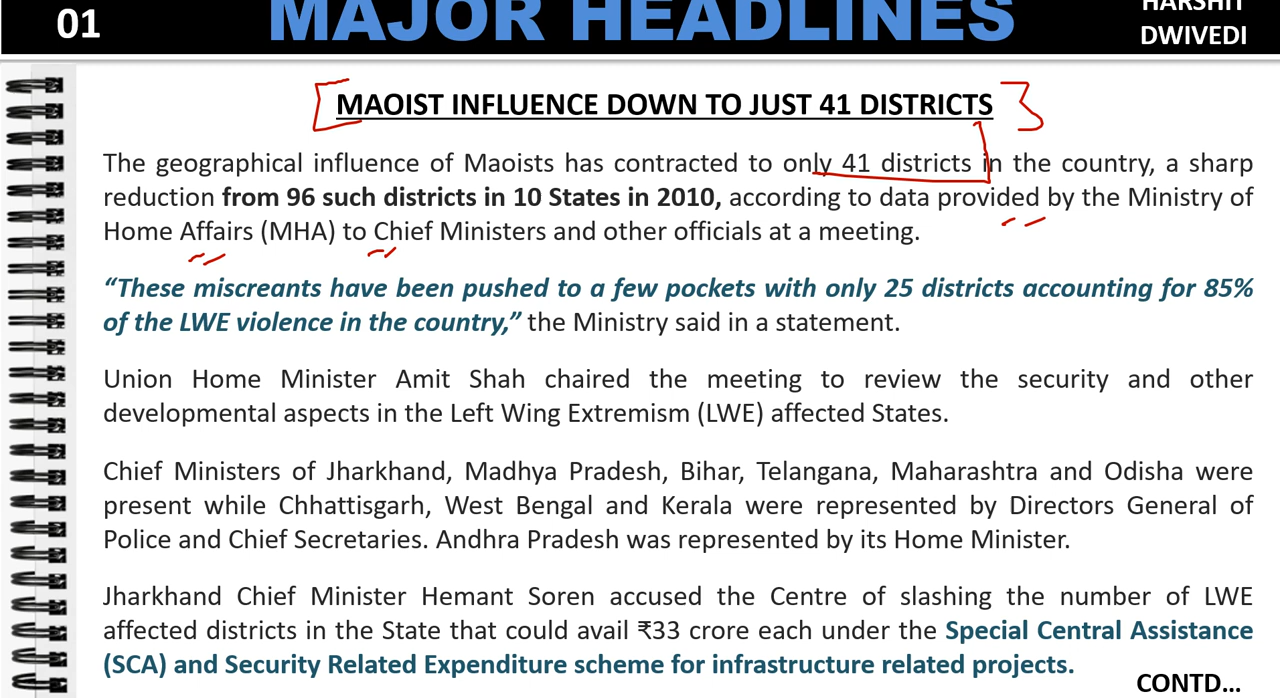 01
MAJOR HEADLINES
HARSHIT
DWIVEDI
MAOIST INFLUENCE DOWN TO JUST 41 DISTRICTS
The geographical influence of Maoists has contracted to only 41 districts in the country, a sharp
reduction from 96 such districts in 10 States in 2010, according to data provided by the Ministry of
Home Affairs (MHA) to Chief Ministers and other officials at a meeting.
“These miscreants have been pushed to a few pockets with only 25 districts accounting for 85%
of the LWE violence in the country,” the Ministry said in a statement.
Union Home Minister Amit Shah chaired the meeting to review the security and other
developmental aspects in the Left Wing Extremism (LWE) affected States.
Chief Ministers of Jharkhand, Madhya Pradesh, Bihar, Telangana, Maharashtra and Odisha were
present while Chhattisgarh, West Bengal and Kerala were represented by Directors General of
Police and Chief Secretaries. Andhra Pradesh was represented by its Home Minister.
Jharkhand Chief Minister Hemant Soren accused the Centre of slashing the number of LWE
affected districts in the State that could avail ₹33 crore each under the Special Central Assistance
(SCA) and Security Related Expenditure scheme for infrastructure related projects.
CONTD...